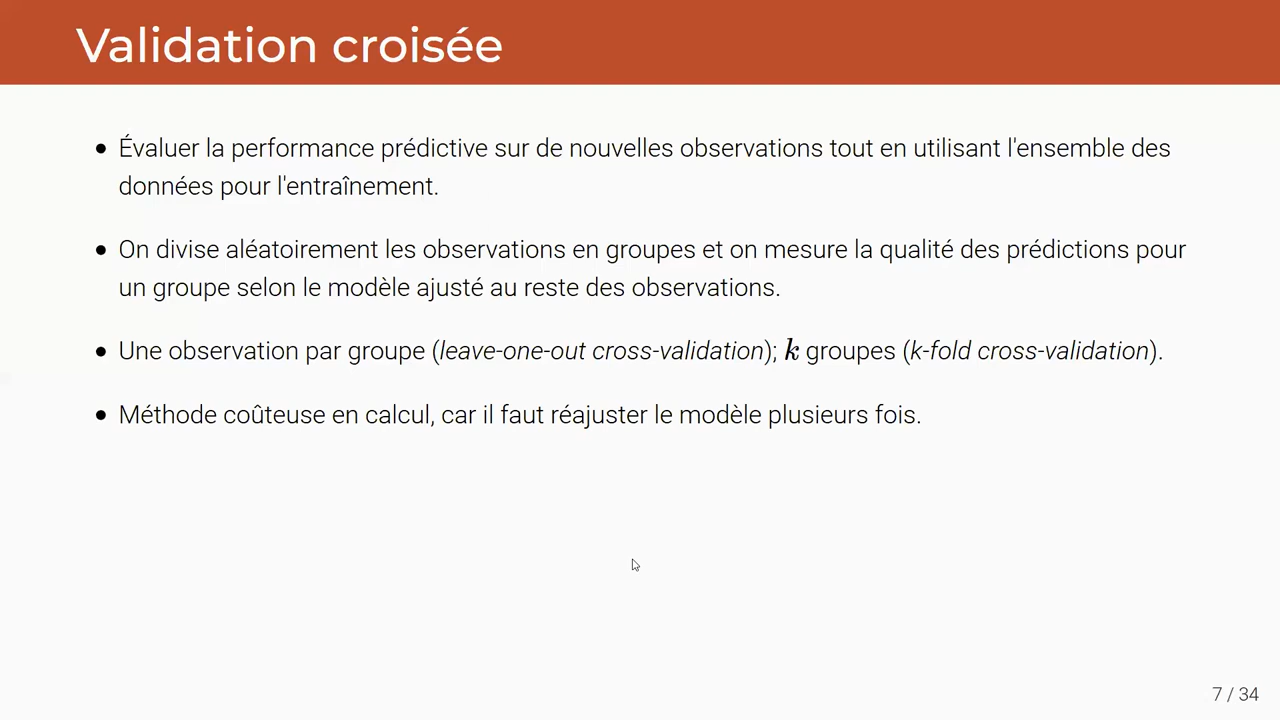 Validation croisée
• Évaluer la performance prédictive sur de nouvelles observations tout en utilisant l'ensemble des
données pour l'entraînement.
• On divise aléatoirement les observations en groupes et on mesure la qualité des prédictions pour
un groupe selon le modèle ajusté au reste des observations.
• Une observation par groupe (leave-one-out cross-validation); k groupes (k-fold cross-validation).
• Méthode coûteuse en calcul, car il faut réajuster le modèle plusieurs fois.
7 / 34